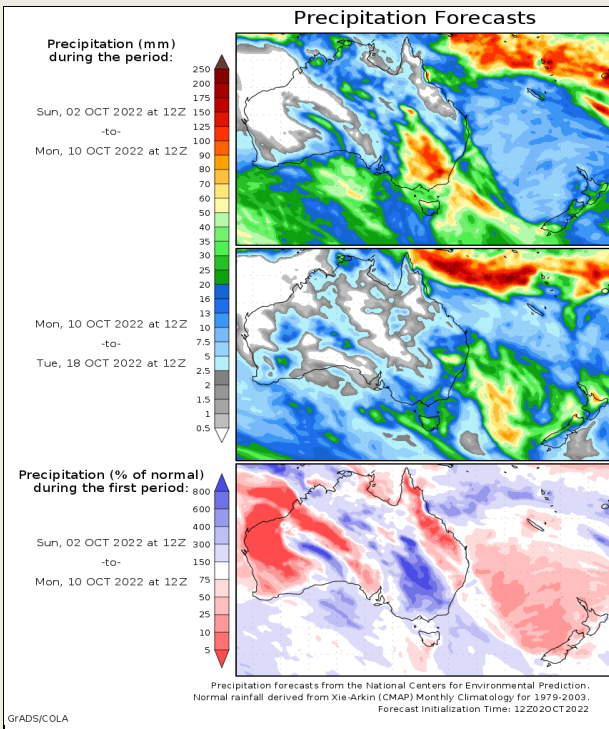 Precipitation Forecasts
Precipitation (mm)
during the period:
Sun, 02 OCT 2022 at 12Z
-to-
Mon, 10 OCT 2022 at 12Z
250
200
175
150
125
100
90
80
70
60
50
40
35
30
25
20
16
13
10
7.5
5
2.5
2
1.5
1
0.5
Mon, 10 OCT 2022 at 12Z
-to-
Tue, 18 OCT 2022 at 12Z
Precipitation (% of normal)
during the first period:
Sun, 02 OCT 2022 at 12Z
-to-
Mon, 10 OCT 2022 at 12Z
800
600
400
300
150
75
50
25
10
5
Precipitation forecasts from the National Centers for Environmental Prediction.
Normal rainfall derived from Xie-Arkin (CMAP) Monthly Climatology for 1979-2003.
Forecast Initialization Time: 12Z02OCT2022
GrADS/COLA